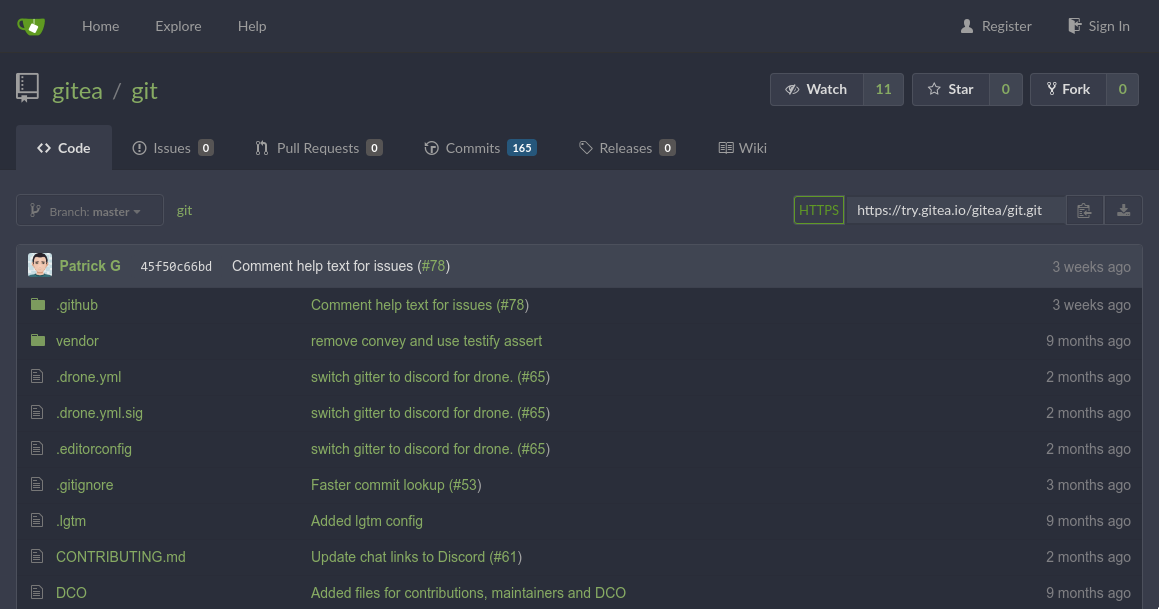 Home Explore Help Register Sign In
gitea / git Watch 11 Star 0 Fork 0
Code Issues 0 Pull Requests 0 Commits 165 Releases 0 Wiki
Branch: master git HTTPS https://try.gitea.io/gitea/git.git
Patrick G 45f50c66bd Comment help text for issues (#78) 3 weeks ago
.github Comment help text for issues (#78) 3 weeks ago
vendor remove convey and use testify assert 9 months ago
.drone.yml switch gitter to discord for drone. (#65) 2 months ago
.drone.yml.sig switch gitter to discord for drone. (#65) 2 months ago
.editorconfig switch gitter to discord for drone. (#65) 2 months ago
.gitignore Faster commit lookup (#53) 3 months ago
.lgtm Added lgtm config 9 months ago
CONTRIBUTING.md Update chat links to Discord (#61) 2 months ago
DCO Added files for contributions, maintainers and DCO 9 months ago